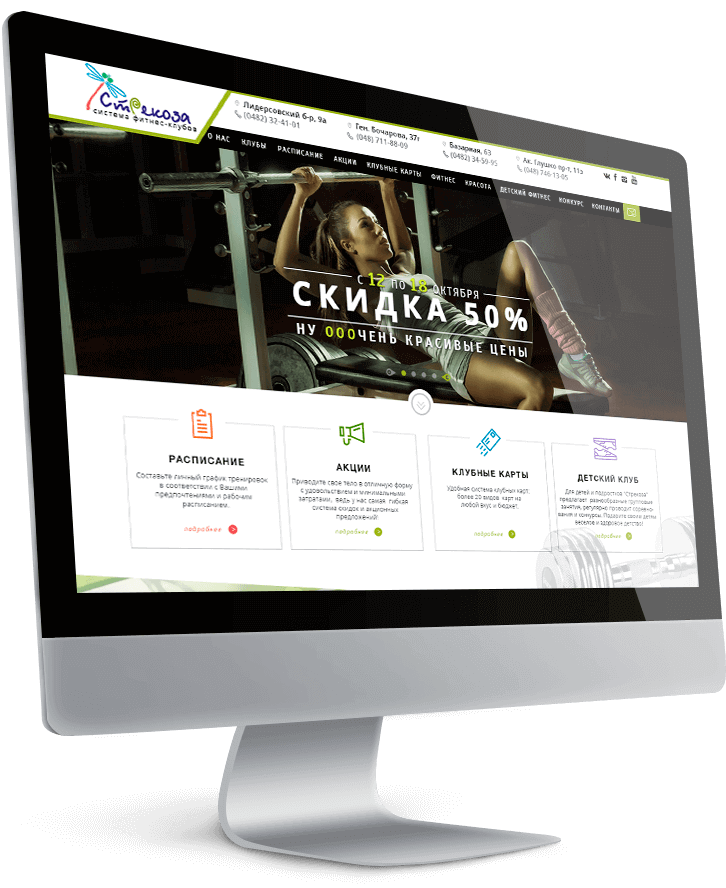 Стрекоза
система фитнес-клубов
Лидерсовский б-р, 9а
(0482) 32-41-01
Ген. Бочарова, 37г
(048) 711-88-09
Базарная, 63
(0482) 34-59-95
Ак. Глушко пр-т, 11з
(048) 746-13-95
О НАС КЛУБЫ РАСПИСАНИЕ АКЦИИ КЛУБНЫЕ КАРТЫ ФИТНЕС КРАСОТА ДЕТСКИЙ ФИТНЕС КОНКУРС КОНТАКТЫ
С 12 ПО 18 ОКТЯБРЯ
СКИДКА 50%
НУ ОООЧЕНЬ КРАСИВЫЕ ЦЕНЫ
РАСПИСАНИЕ
Составьте личный график тренировок
в соответствии с Вашими
предпочтениями и рабочим
расписанием.
подробнее
АКЦИИ
Приводите свое тело в отличную форму
с удовольствием и минимальными
затратами, ведь у нас самая гибкая
система скидок и акционных
предложений!
подробнее
КЛУБНЫЕ КАРТЫ
Удобная система клубных карт:
более 20 видов карт на
любой вкус и бюджет.
подробнее
ДЕТСКИЙ КЛУБ
Для детей и подростков "Стрекоза"
предлагает разнообразные групповые
занятия, регулярно проводит соревно-
вания и конкурсы. Подарите своим детям
веселое и здоровое детство!
подробнее